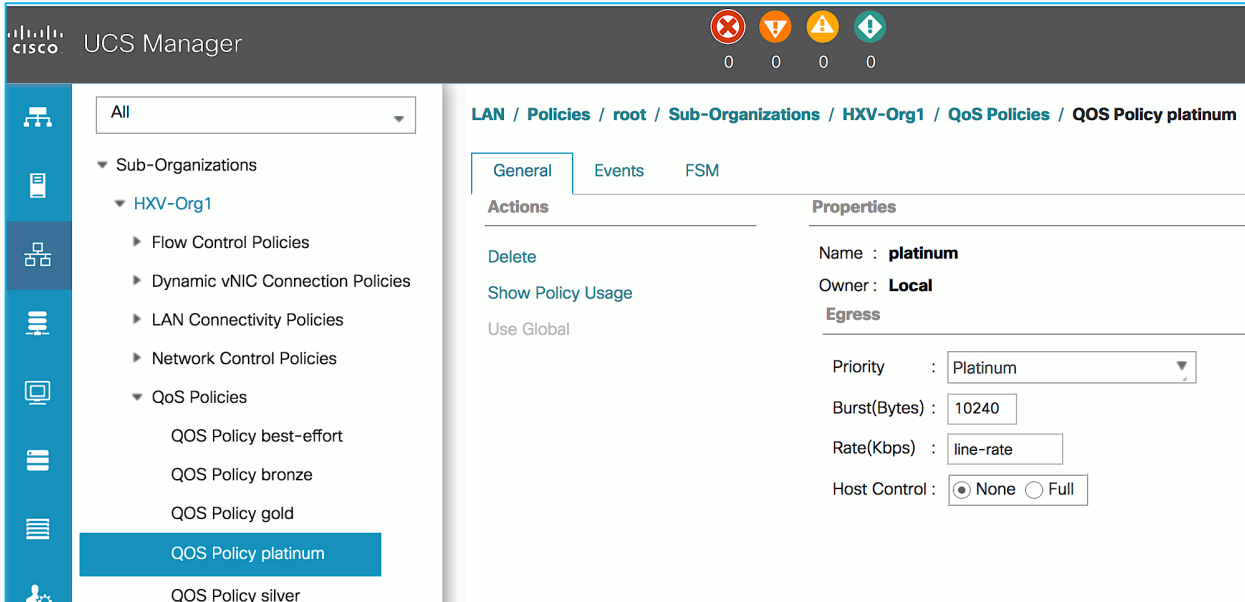 CISCO UCS Manager
0 0 0 0
All
Sub-Organizations
HXV-Org1
Flow Control Policies
Dynamic vNIC Connection Policies
LAN Connectivity Policies
Network Control Policies
QoS Policies
QOS Policy best-effort
QOS Policy bronze
QOS Policy gold
QOS Policy platinum
QOS Policy silver
LAN / Policies / root / Sub-Organizations / HXV-Org1 / QoS Policies / QOS Policy platinum
General Events FSM
Actions
Delete
Show Policy Usage
Use Global
Properties
Name : platinum
Owner : Local
Egress
Priority : Platinum
Burst(Bytes) : 10240
Rate(Kbps) : line-rate
Host Control : None Full